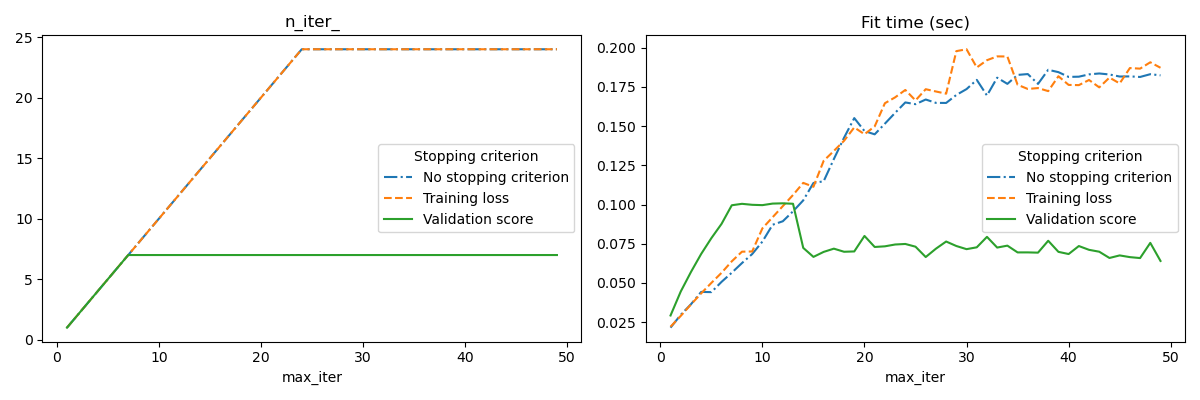 n_iter_
25
20
15
10
5
0
0 10 20 30 40 50
max_iter
Stopping criterion
No stopping criterion
Training loss
Validation score
Fit time (sec)
0.200
0.175
0.150
0.125
0.100
0.075
0.050
0.025
0 10 20 30 40 50
max_iter
Stopping criterion
No stopping criterion
Training loss
Validation score